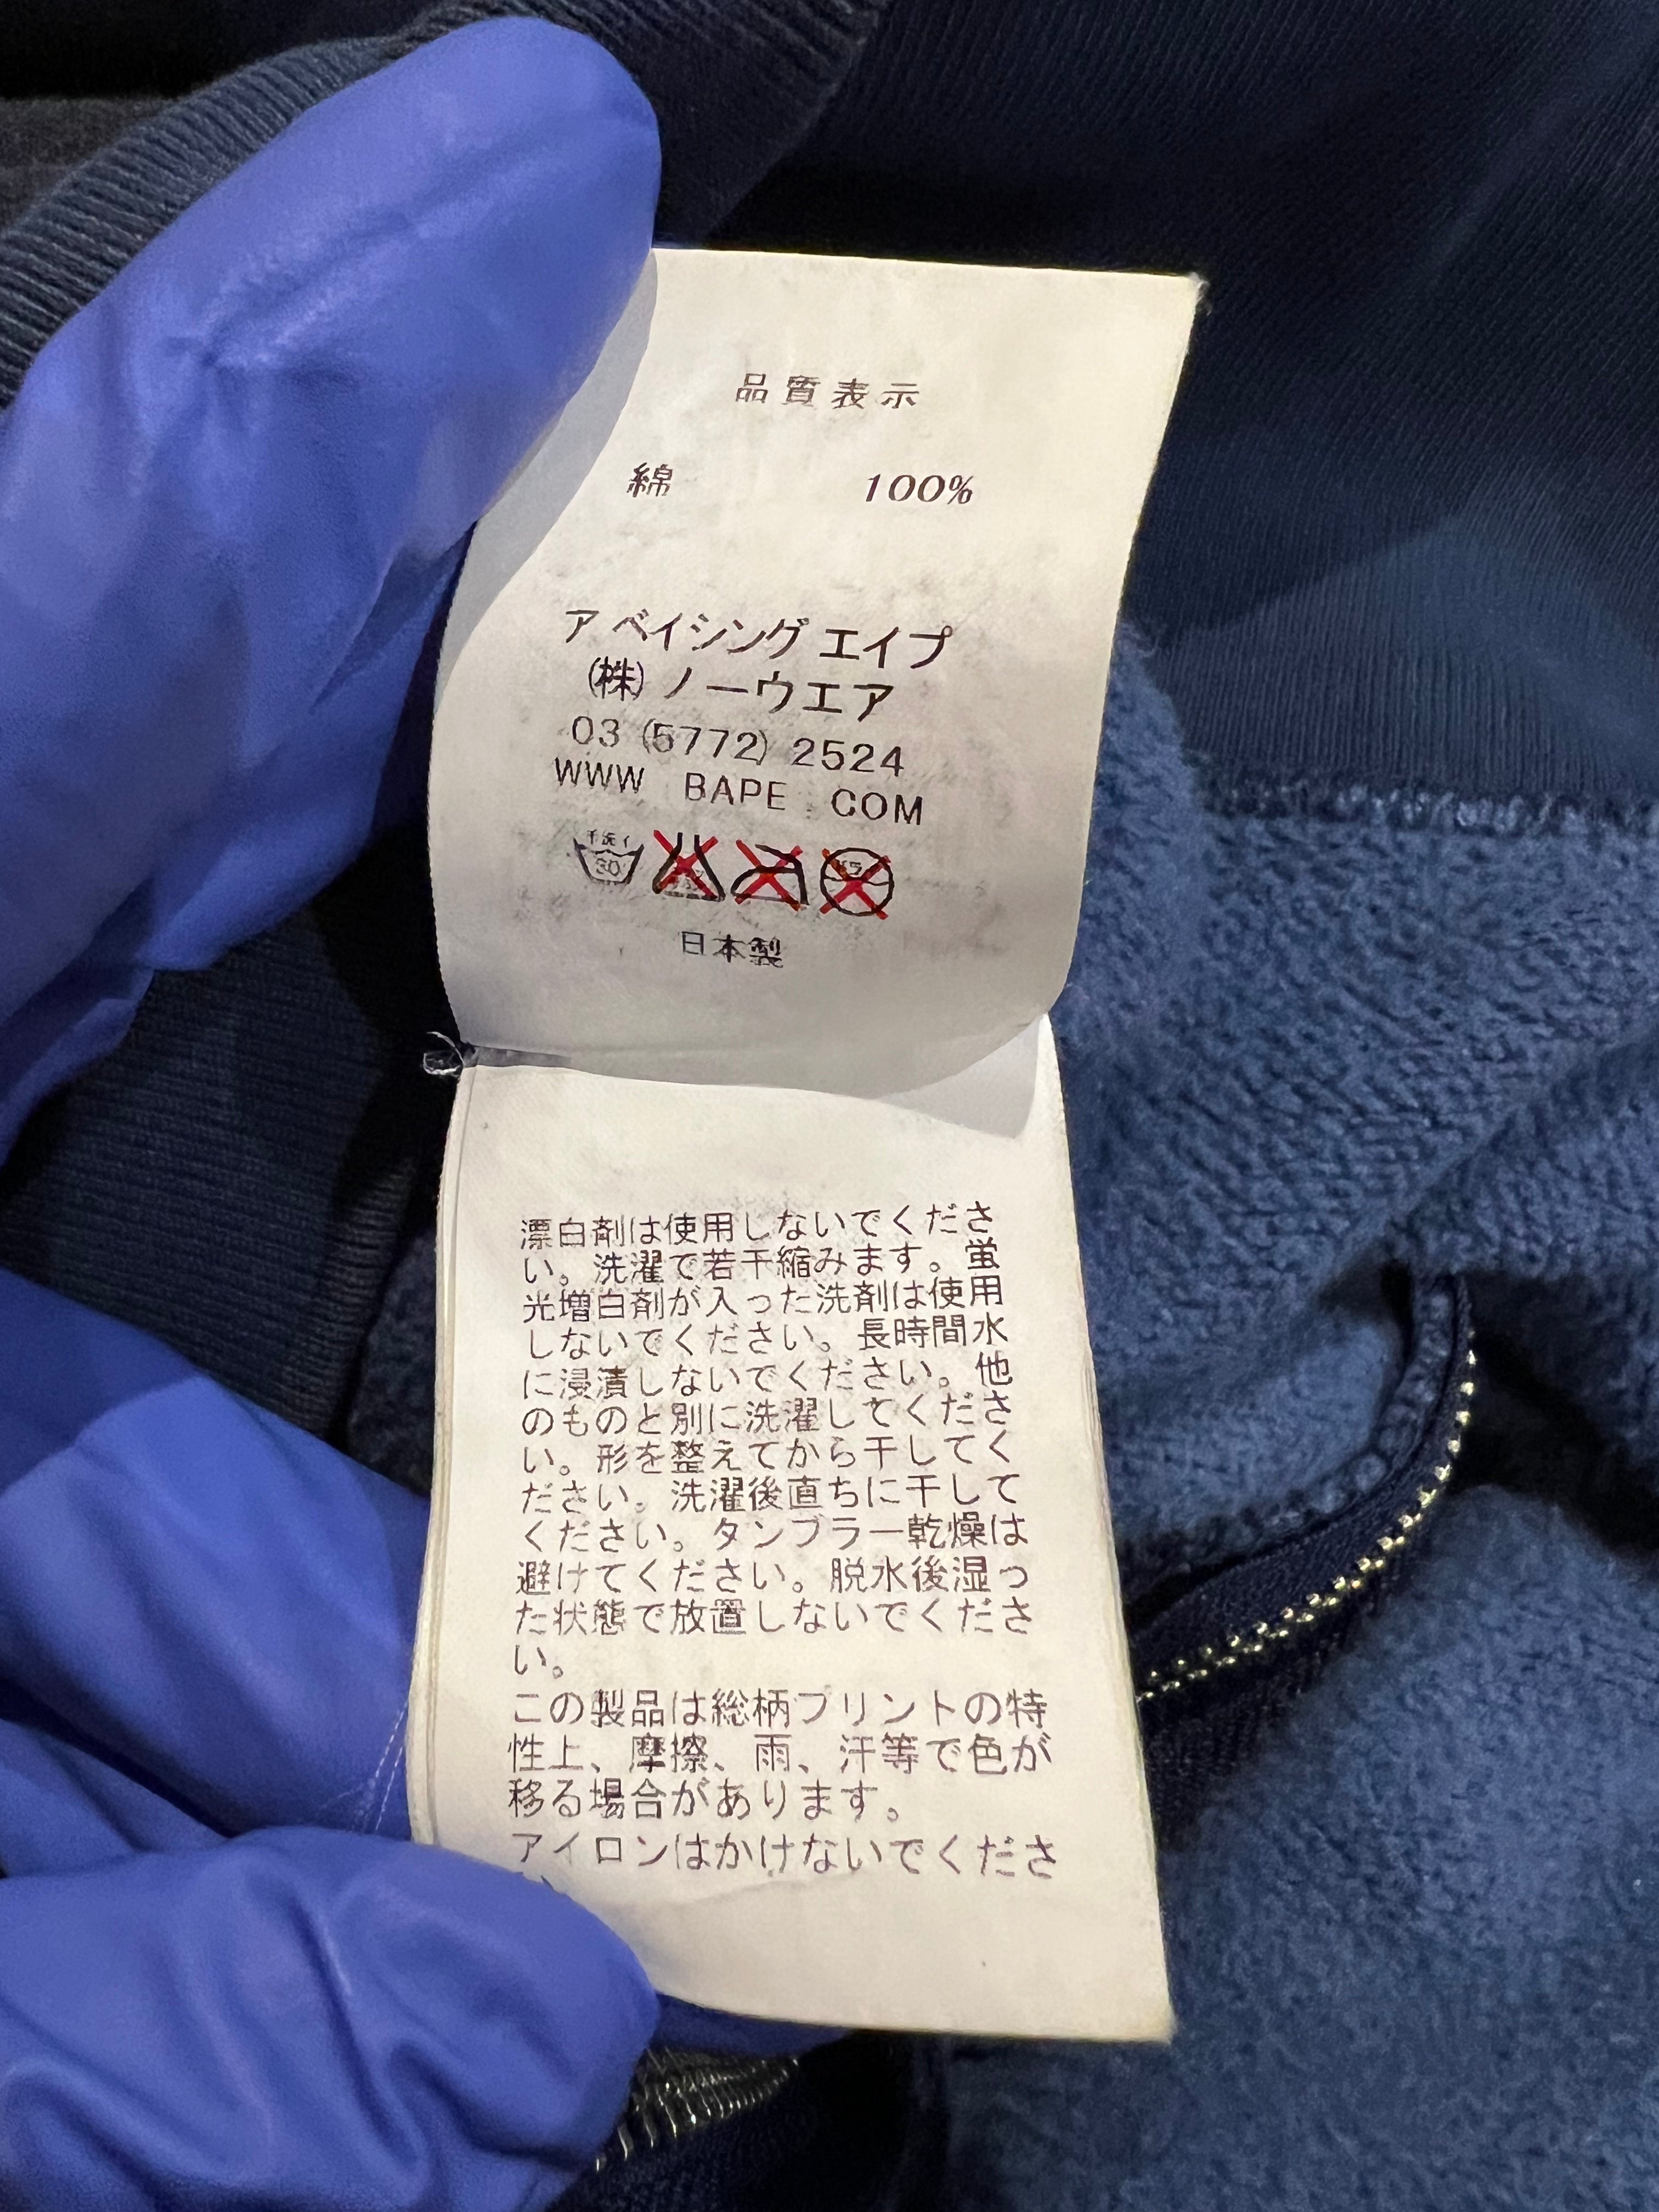 品質表示
綿 100%
ア ベイシング エイプ
(株) ノーウエア
03 (5772) 2524
WWW . BAPE . COM
手洗イ
30
日本製
漂白剤は使用しないでくださ
い。洗濯で若干縮みます。蛍
光増白剤が入った洗剤は使用
しないでください。長時間水
に浸漬しないでください。他
のものと別に洗濯してくださ
い。形を整えてから干してく
ださい。洗濯後直ちに干して
ください。タンブラー乾燥は
避けてください。脱水後湿っ
た状態で放置しないでくださ
い。
この製品は総柄プリントの特
性上、摩擦、雨、汗等で色が
移る場合があります。
アイロンはかけないでくださ